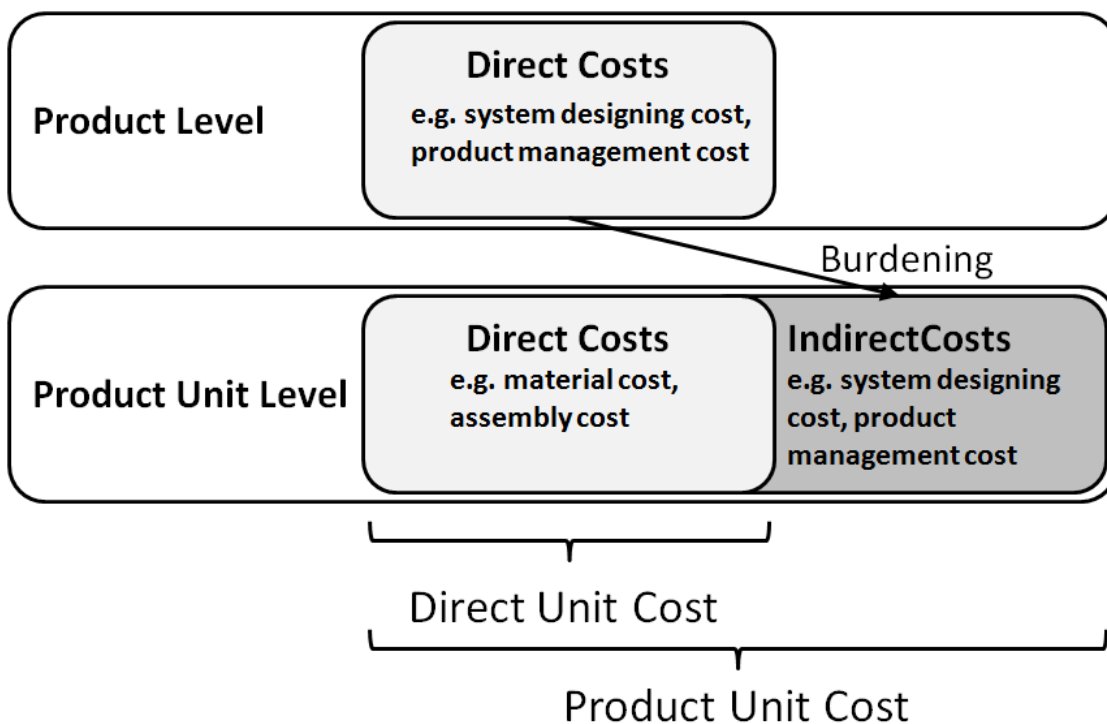 Product Level
Direct Costs
e.g. system designing cost,
product management cost
Burdening
Product Unit Level
Direct Costs
e.g. material cost,
assembly cost
IndirectCosts
e.g. system designing
cost, product
management cost
Direct Unit Cost
Product Unit Cost